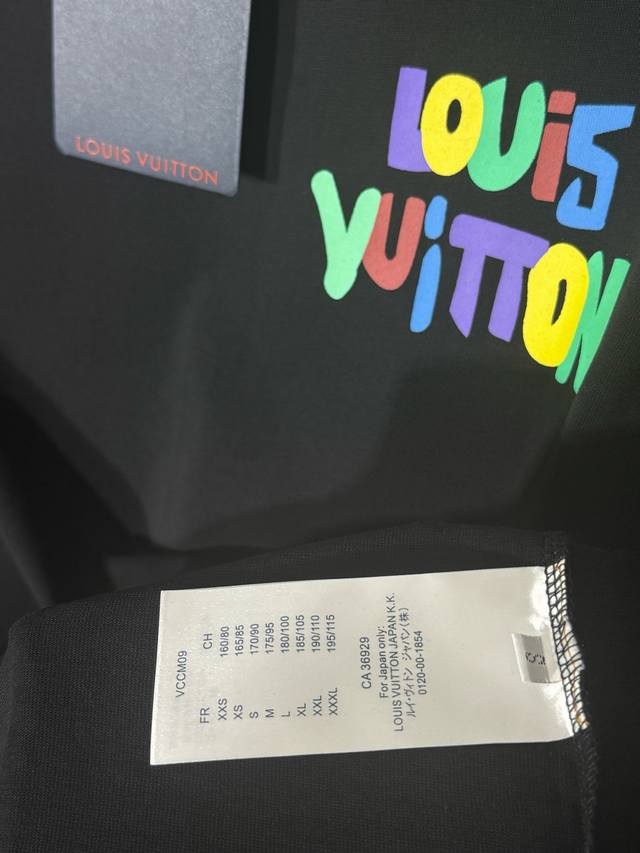 LOUIS VUITTON
LOUiS
VUiTTON
VCCM09
FR CH
XXS 160/80
XS 165/85
S 170/90
M 175/95
L 180/100
XL 185/105
XXL 190/110
XXXL 195/115
CA 36929
For Japan only:
LOUIS VUITTON JAPAN K.K.
ルイ・ヴィトン ジャパン(株)
0120-00-1854